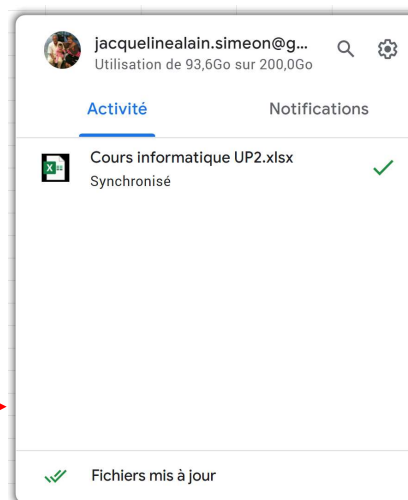 jacquelinealain.simeon@g...
Utilisation de 93,6Go sur 200,0Go
Activité Notifications
Cours informatique UP2.xlsx
Synchronisé
Fichiers mis à jour